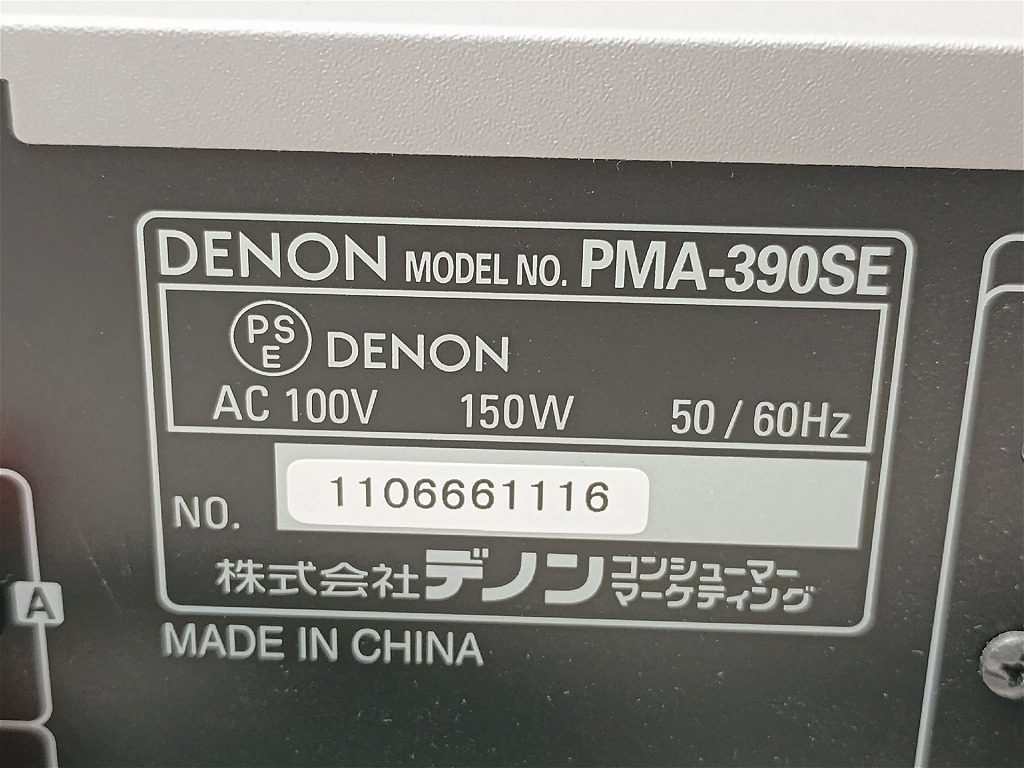 DENON MODEL NO. PMA-390SE
PS
E
DENON
AC 100V 150W 50 / 60Hz
NO. 1106661116
株式会社デノン コンシューマー
マーケティング
MADE IN CHINA
A